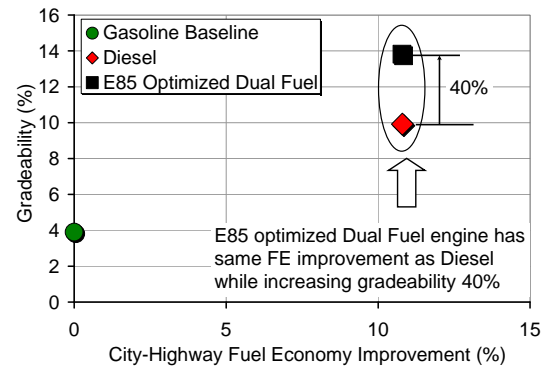 16
14
12
10
8
6
4
2
0
Gradeability (%)
Gasoline Baseline
Diesel
E85 Optimized Dual Fuel
40%
E85 optimized Dual Fuel engine has
same FE improvement as Diesel
while increasing gradeability 40%
0 5 10 15
City-Highway Fuel Economy Improvement (%)